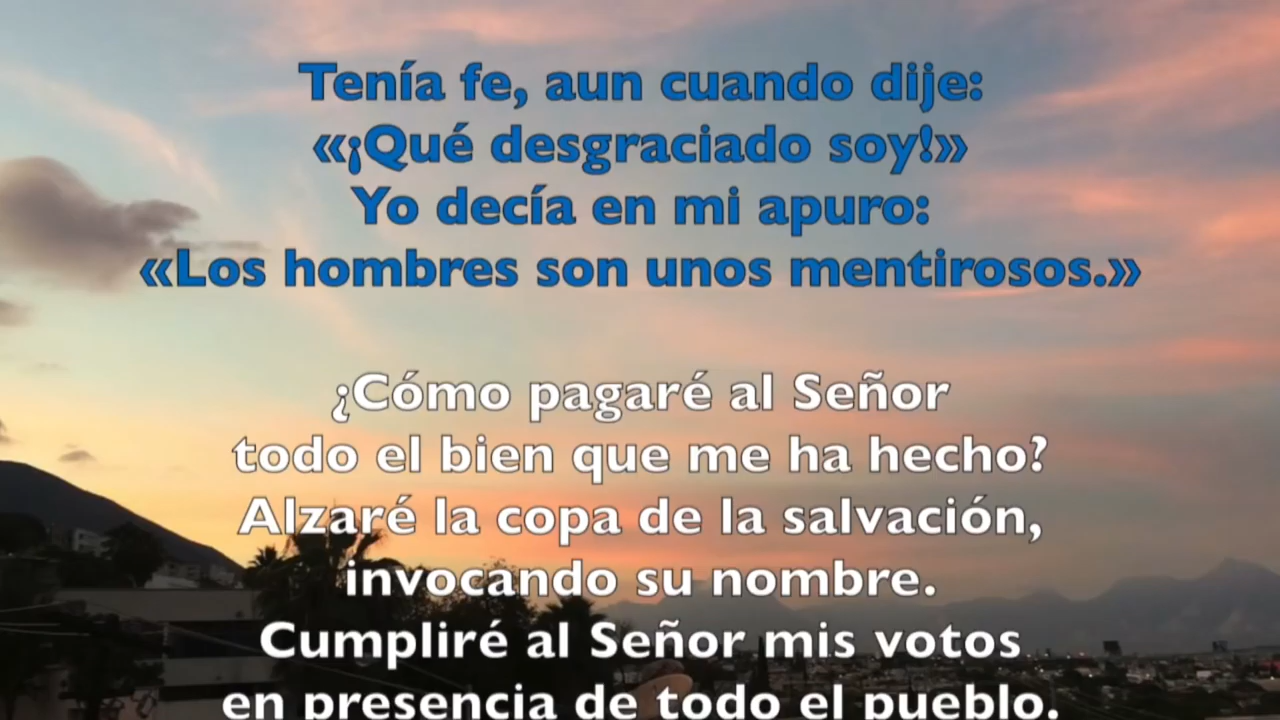 Tenía fe, aun cuando dije:
«¡Qué desgraciado soy!»
Yo decía en mi apuro:
«Los hombres son unos mentirosos.»
¿Cómo pagaré al Señor
todo el bien que me ha hecho?
Alzaré la copa de la salvación,
invocando su nombre.
Cumpliré al Señor mis votos
en presencia de todo el pueblo.